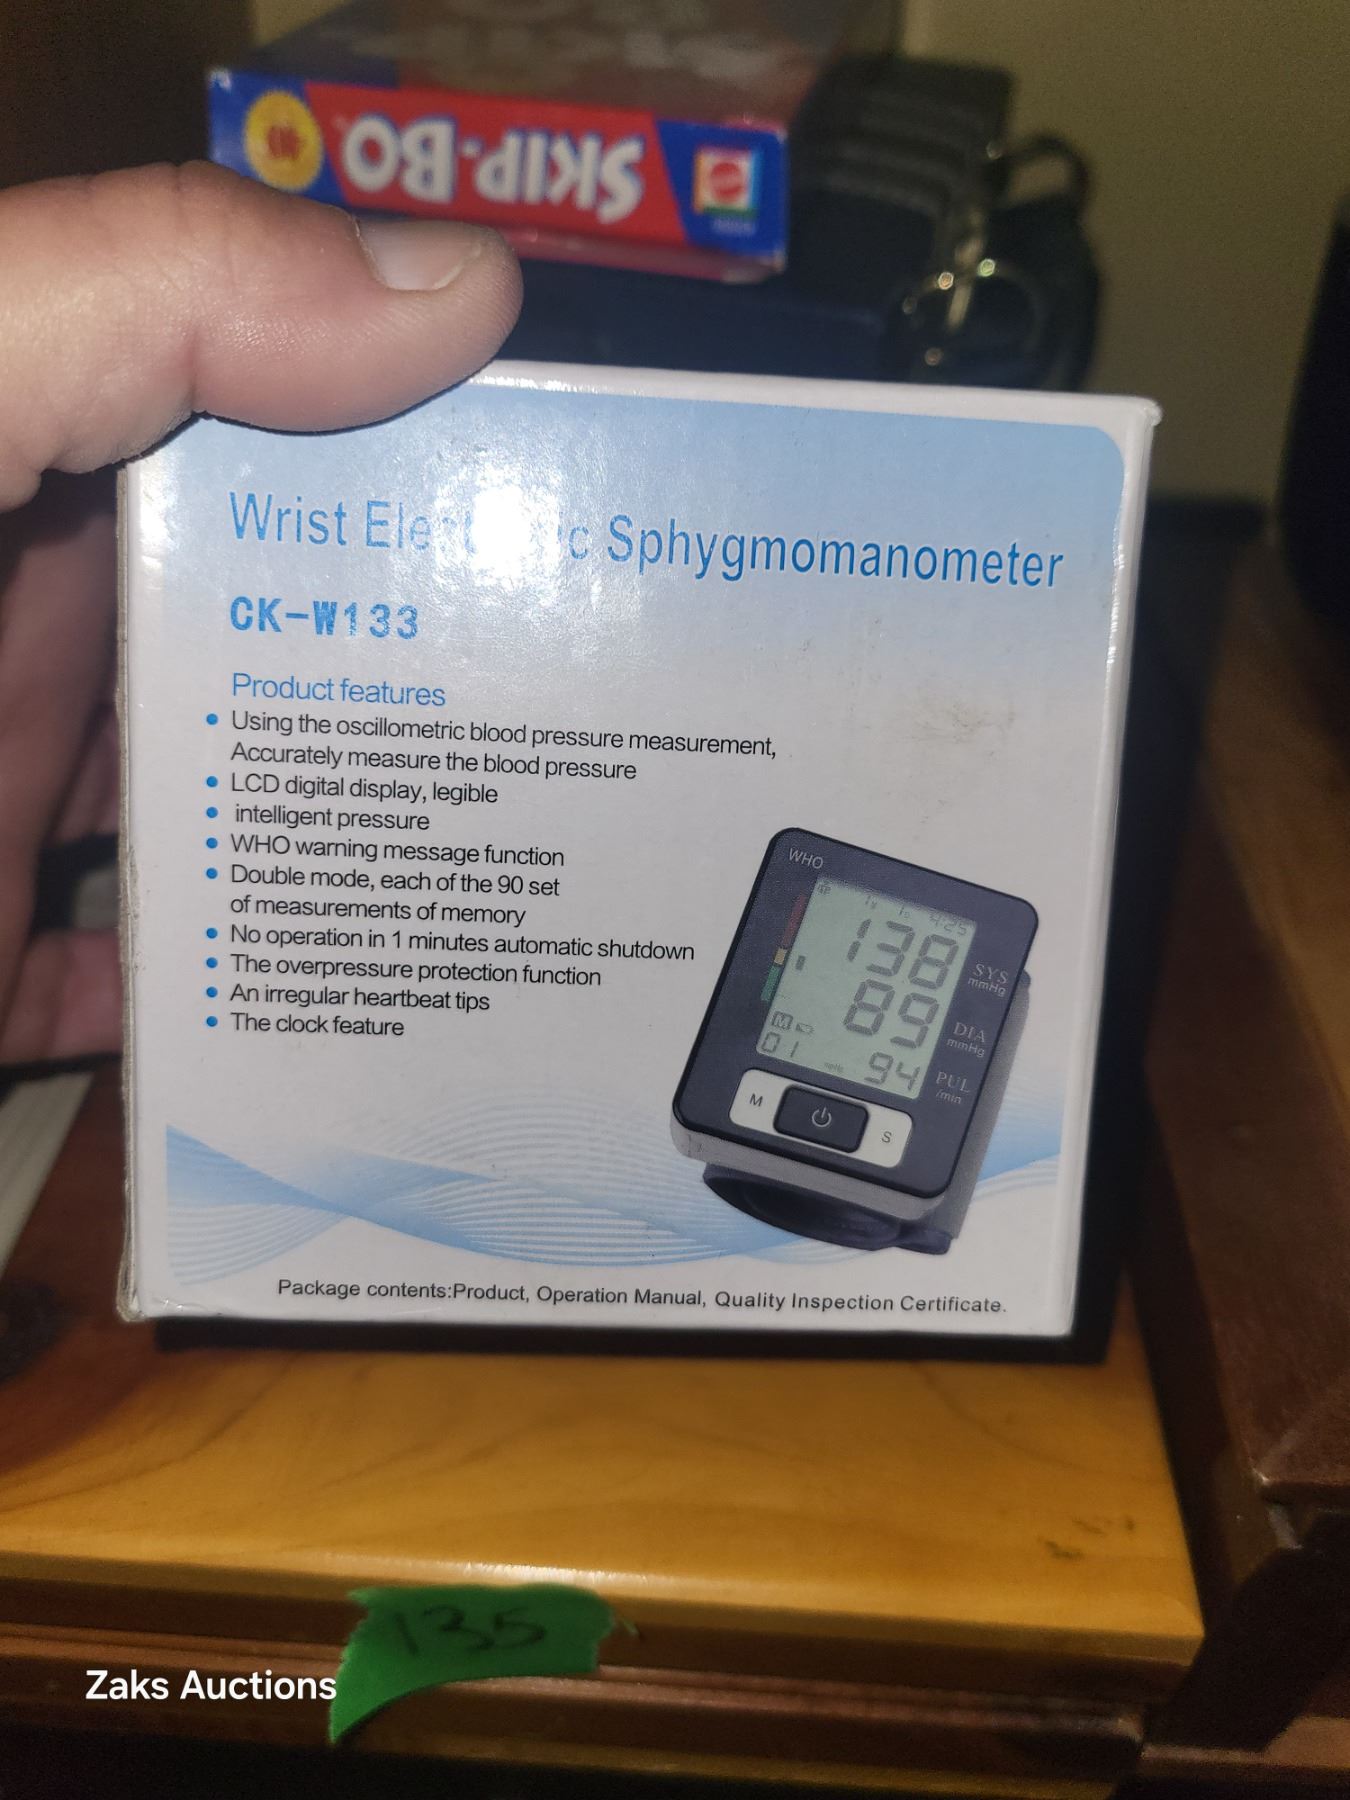 SKIP-BO
Wrist Sphygmomanometer
CK-W133
Product features
• Using the oscillometric blood pressure measurement,
Accurately measure the blood pressure
• LCD digital display, legible
• intelligent pressure
• WHO warning message function
• Double mode, each of the 90 set
of measurements of memory
• No operation in 1 minutes automatic shutdown
• The overpressure protection function
• An irregular heartbeat tips
• The clock feature
WHO
4:25
138
SYS
mmHg
89
DIA
mmHg
M
01
94
PUL
/min
M
S
Package contents:Product, Operation Manual, Quality Inspection Certificate.
135
Zaks Auctions